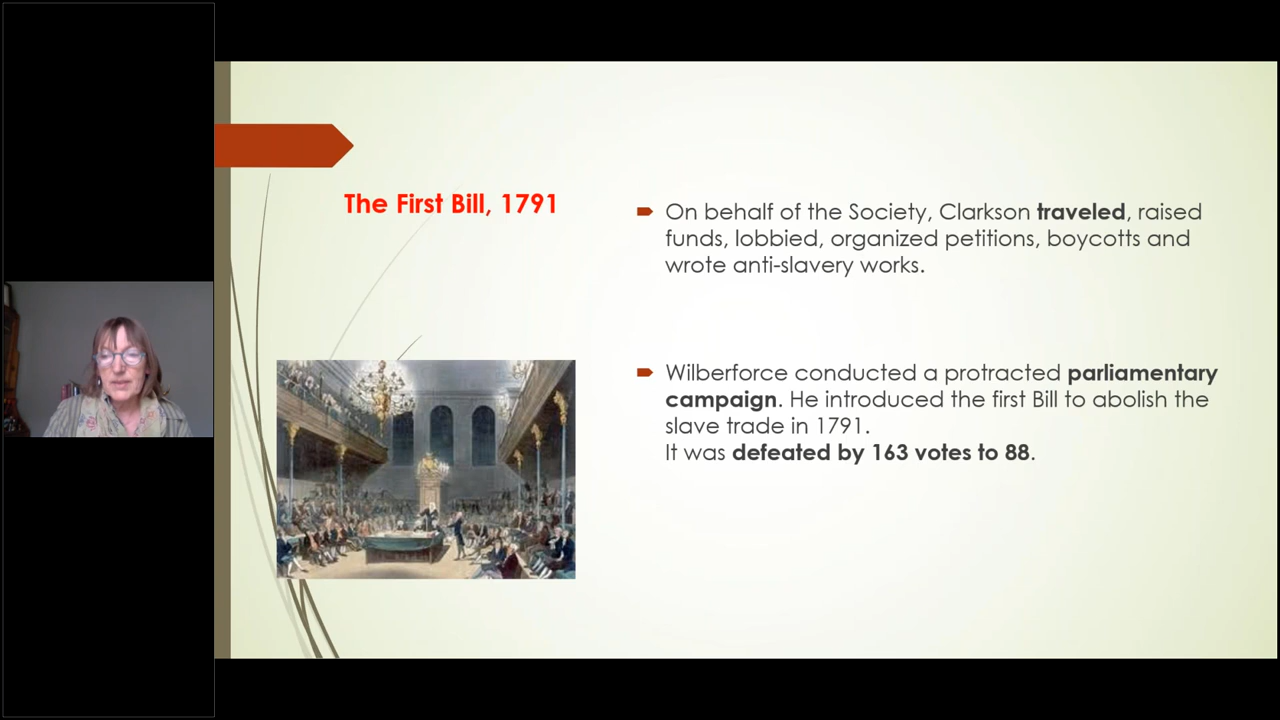 The First Bill, 1791
On behalf of the Society, Clarkson traveled, raised
funds, lobbied, organized petitions, boycotts and
wrote anti-slavery works.
Wilberforce conducted a protracted parliamentary
campaign. He introduced the first Bill to abolish the
slave trade in 1791.
It was defeated by 163 votes to 88.